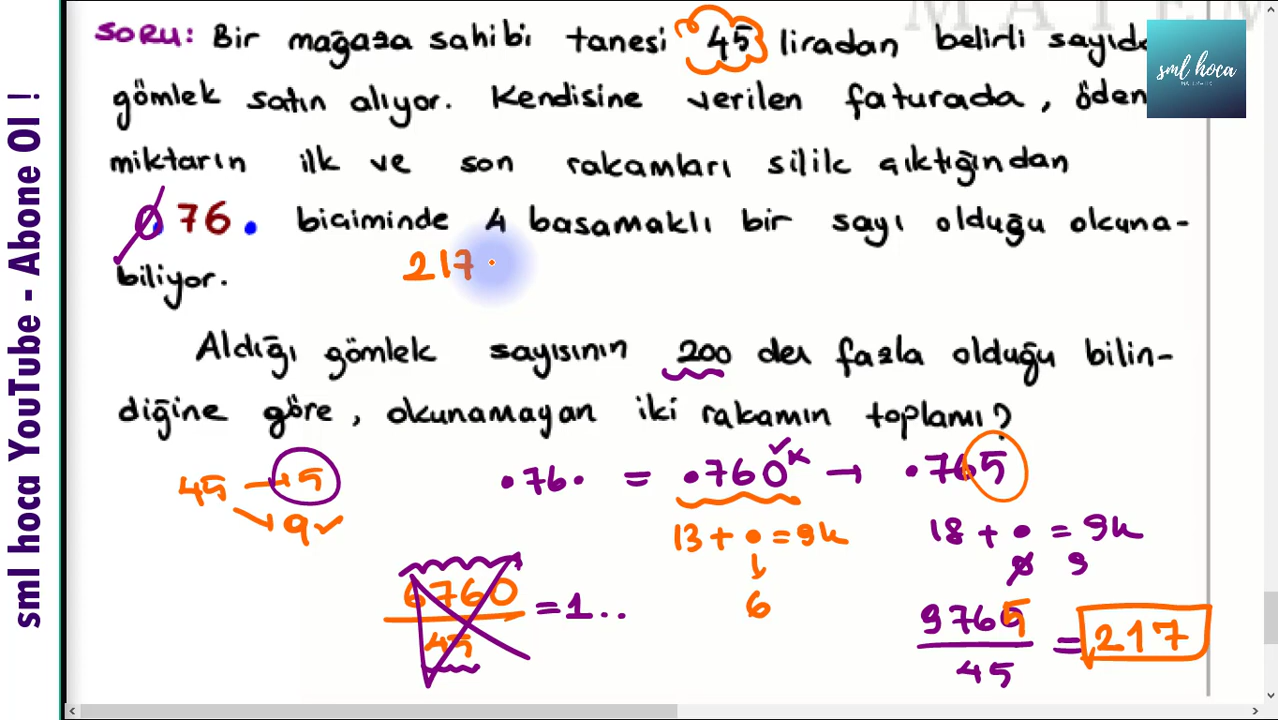 SORU: Bir mağaza sahibi tanesi 45 liradan belirli sayıda
gömlek satın alıyor. Kendisine verilen faturada, öden
miktarın ilk ve son rakamları silik çıktığından
.76. biçiminde 4 basamaklı bir sayı olduğu okuna-
biliyor.
217.
Aldığı gömlek sayısının 200 der fazla olduğu bilin-
diğine göre, okunamayan iki rakamın toplamı?
45 → 5
→ 9 ✓
.76. = .760 ✓ k → .765
13 + . = 9k
↓
6
18 + . = 9k
0 9
6760
45
= 1..
9765
45
= 217
sml hoca YouTube - Abone Ol !
sml hoca